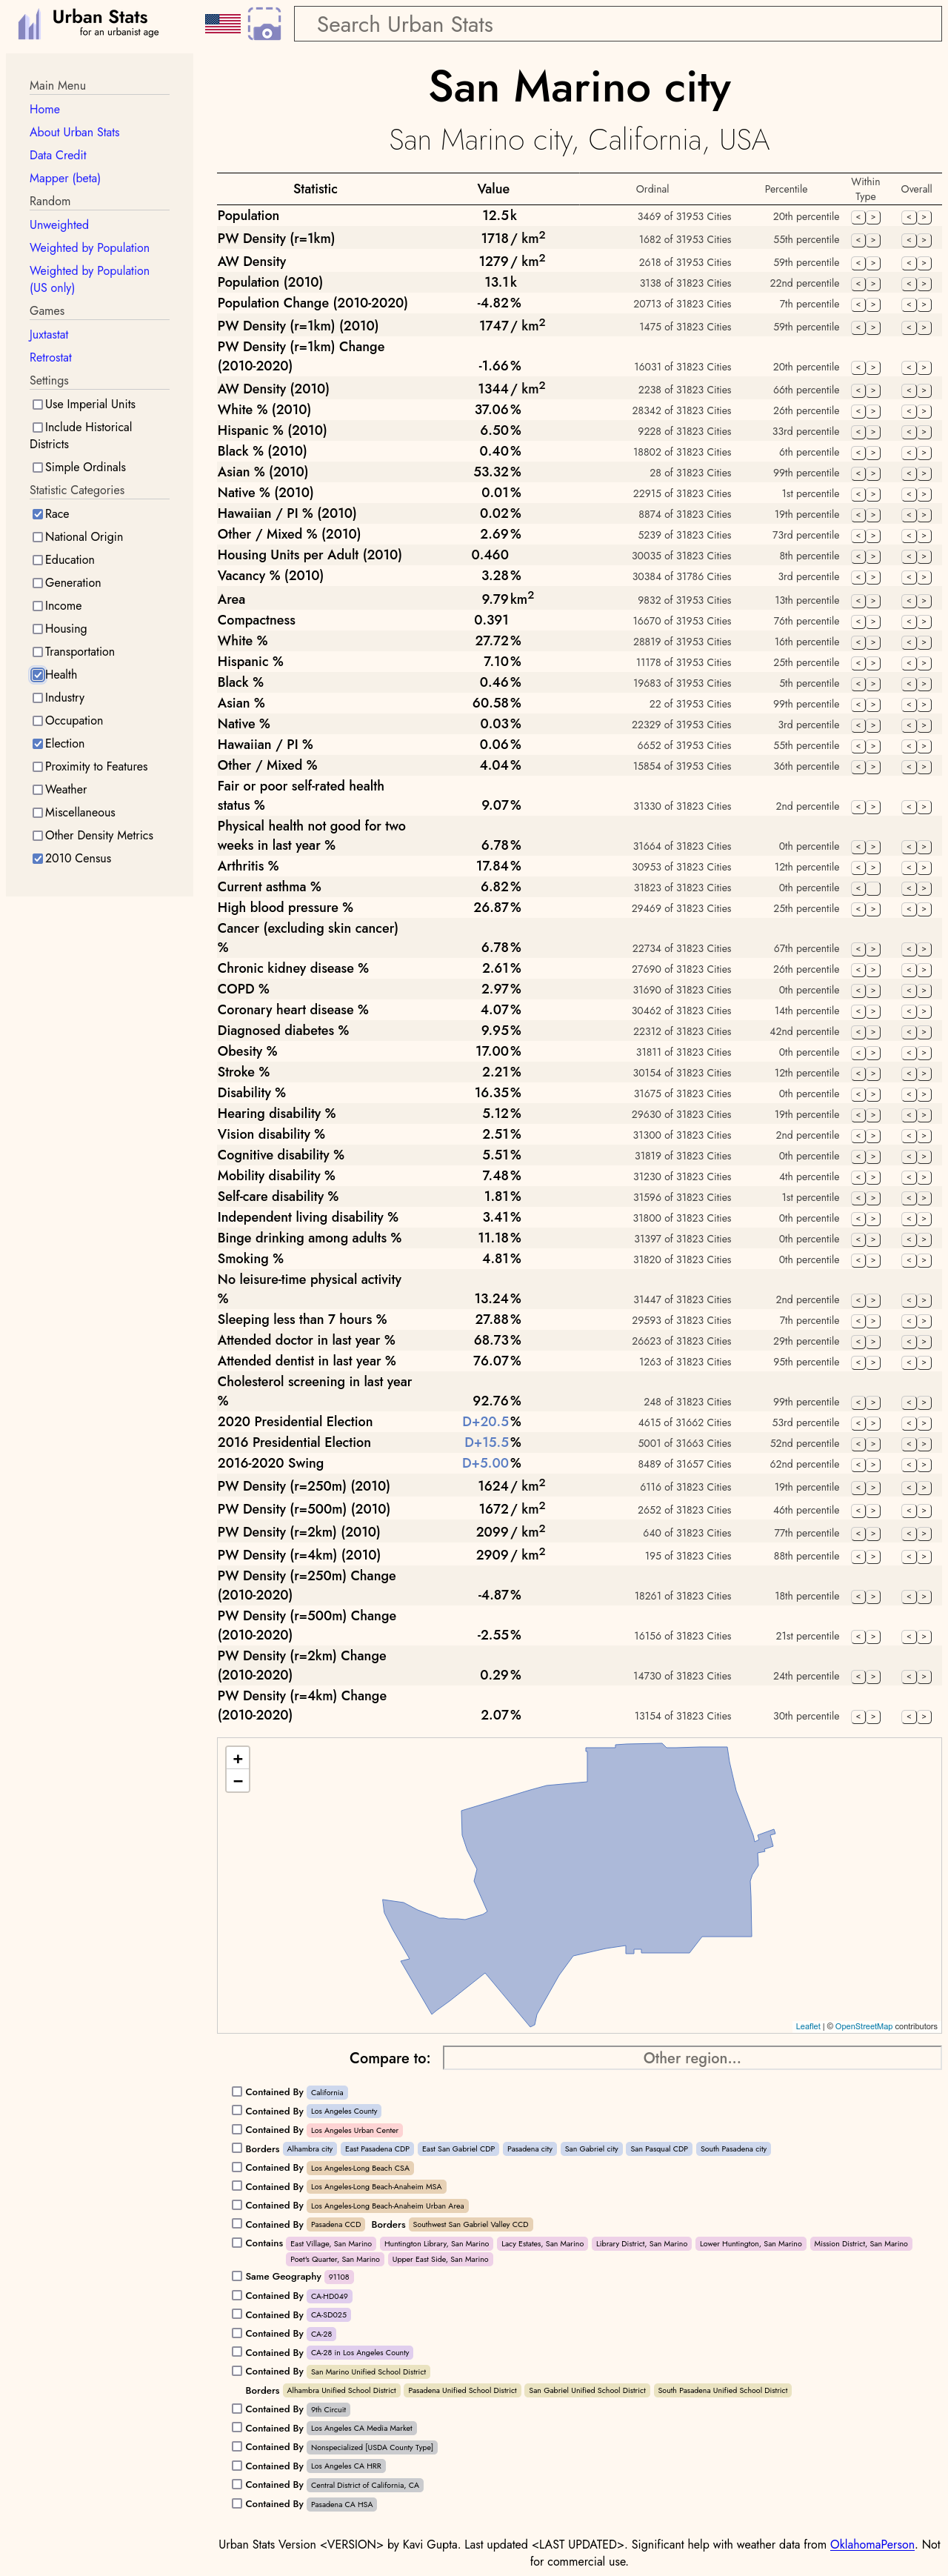 Urban Stats
for an urbanist age
Search Urban Stats
Main Menu
Home
About Urban Stats
Data Credit
Mapper (beta)
Random
Unweighted
Weighted by Population
Weighted by Population
(US only)
Games
Juxtastat
Retrostat
Settings
Use Imperial Units
Include Historical
Districts
Simple Ordinals
Statistic Categories
Race
National Origin
Education
Generation
Income
Housing
Transportation
Health
Industry
Occupation
Election
Proximity to Features
Weather
Miscellaneous
Other Density Metrics
2010 Census
San Marino city
San Marino city, California, USA
Statistic Value Ordinal Percentile Within Type Overall
Population 12.5k 3469 of 31953 Cities 20th percentile < > < >
PW Density (r=1km) 1718 / km2 1682 of 31953 Cities 55th percentile < > < >
AW Density 1279 / km2 2618 of 31953 Cities 59th percentile < > < >
Population (2010) 13.1k 3138 of 31823 Cities 22nd percentile < > < >
Population Change (2010-2020) -4.82% 20713 of 31823 Cities 7th percentile < > < >
PW Density (r=1km) (2010) 1747 / km2 1475 of 31823 Cities 59th percentile < > < >
PW Density (r=1km) Change
(2010-2020) -1.66% 16031 of 31823 Cities 20th percentile < > < >
AW Density (2010) 1344 / km2 2238 of 31823 Cities 66th percentile < > < >
White % (2010) 37.06% 28342 of 31823 Cities 26th percentile < > < >
Hispanic % (2010) 6.50% 9228 of 31823 Cities 33rd percentile < > < >
Black % (2010) 0.40% 18802 of 31823 Cities 6th percentile < > < >
Asian % (2010) 53.32% 28 of 31823 Cities 99th percentile < > < >
Native % (2010) 0.01% 22915 of 31823 Cities 1st percentile < > < >
Hawaiian / PI % (2010) 0.02% 8874 of 31823 Cities 19th percentile < > < >
Other / Mixed % (2010) 2.69% 5239 of 31823 Cities 73rd percentile < > < >
Housing Units per Adult (2010) 0.460 30035 of 31823 Cities 8th percentile < > < >
Vacancy % (2010) 3.28% 30384 of 31786 Cities 3rd percentile < > < >
Area 9.79 km2 9832 of 31953 Cities 13th percentile < > < >
Compactness 0.391 16670 of 31953 Cities 76th percentile < > < >
White % 27.72% 28819 of 31953 Cities 16th percentile < > < >
Hispanic % 7.10% 11178 of 31953 Cities 25th percentile < > < >
Black % 0.46% 19683 of 31953 Cities 5th percentile < > < >
Asian % 60.58% 22 of 31953 Cities 99th percentile < > < >
Native % 0.03% 22329 of 31953 Cities 3rd percentile < > < >
Hawaiian / PI % 0.06% 6652 of 31953 Cities 55th percentile < > < >
Other / Mixed % 4.04% 15854 of 31953 Cities 36th percentile < > < >
Fair or poor self-rated health
status % 9.07% 31330 of 31823 Cities 2nd percentile < > < >
Physical health not good for two
weeks in last year % 6.78% 31664 of 31823 Cities 0th percentile < > < >
Arthritis % 17.84% 30953 of 31823 Cities 12th percentile < > < >
Current asthma % 6.82% 31823 of 31823 Cities 0th percentile < < >
High blood pressure % 26.87% 29469 of 31823 Cities 25th percentile < > < >
Cancer (excluding skin cancer)
% 6.78% 22734 of 31823 Cities 67th percentile < > < >
Chronic kidney disease % 2.61% 27690 of 31823 Cities 26th percentile < > < >
COPD % 2.97% 31690 of 31823 Cities 0th percentile < > < >
Coronary heart disease % 4.07% 30462 of 31823 Cities 14th percentile < > < >
Diagnosed diabetes % 9.95% 22312 of 31823 Cities 42nd percentile < > < >
Obesity % 17.00% 31811 of 31823 Cities 0th percentile < > < >
Stroke % 2.21% 30154 of 31823 Cities 12th percentile < > < >
Disability % 16.35% 31675 of 31823 Cities 0th percentile < > < >
Hearing disability % 5.12% 29630 of 31823 Cities 19th percentile < > < >
Vision disability % 2.51% 31300 of 31823 Cities 2nd percentile < > < >
Cognitive disability % 5.51% 31819 of 31823 Cities 0th percentile < > < >
Mobility disability % 7.48% 31230 of 31823 Cities 4th percentile < > < >
Self-care disability % 1.81% 31596 of 31823 Cities 1st percentile < > < >
Independent living disability % 3.41% 31800 of 31823 Cities 0th percentile < > < >
Binge drinking among adults % 11.18% 31397 of 31823 Cities 0th percentile < > < >
Smoking % 4.81% 31820 of 31823 Cities 0th percentile < > < >
No leisure-time physical activity
% 13.24% 31447 of 31823 Cities 2nd percentile < > < >
Sleeping less than 7 hours % 27.88% 29593 of 31823 Cities 7th percentile < > < >
Attended doctor in last year % 68.73% 26623 of 31823 Cities 29th percentile < > < >
Attended dentist in last year % 76.07% 1263 of 31823 Cities 95th percentile < > < >
Cholesterol screening in last year
% 92.76% 248 of 31823 Cities 99th percentile < > < >
2020 Presidential Election D+20.5% 4615 of 31662 Cities 53rd percentile < > < >
2016 Presidential Election D+15.5% 5001 of 31663 Cities 52nd percentile < > < >
2016-2020 Swing D+5.00% 8489 of 31657 Cities 62nd percentile < > < >
PW Density (r=250m) (2010) 1624 / km2 6116 of 31823 Cities 19th percentile < > < >
PW Density (r=500m) (2010) 1672 / km2 2652 of 31823 Cities 46th percentile < > < >
PW Density (r=2km) (2010) 2099 / km2 640 of 31823 Cities 77th percentile < > < >
PW Density (r=4km) (2010) 2909 / km2 195 of 31823 Cities 88th percentile < > < >
PW Density (r=250m) Change
(2010-2020) -4.87% 18261 of 31823 Cities 18th percentile < > < >
PW Density (r=500m) Change
(2010-2020) -2.55% 16156 of 31823 Cities 21st percentile < > < >
PW Density (r=2km) Change
(2010-2020) 0.29% 14730 of 31823 Cities 24th percentile < > < >
PW Density (r=4km) Change
(2010-2020) 2.07% 13154 of 31823 Cities 30th percentile < > < >
+
−
Leaflet | © OpenStreetMap contributors
Compare to: Other region...
Contained By California
Contained By Los Angeles County
Contained By Los Angeles Urban Center
Borders Alhambra city East Pasadena CDP East San Gabriel CDP Pasadena city San Gabriel city San Pasqual CDP South Pasadena city
Contained By Los Angeles-Long Beach CSA
Contained By Los Angeles-Long Beach-Anaheim MSA
Contained By Los Angeles-Long Beach-Anaheim Urban Area
Contained By Pasadena CCD Borders Southwest San Gabriel Valley CCD
Contains East Village, San Marino Huntington Library, San Marino Lacy Estates, San Marino Library District, San Marino Lower Huntington, San Marino Mission District, San Marino
Poet's Quarter, San Marino Upper East Side, San Marino
Same Geography 91108
Contained By CA-HD049
Contained By CA-SD025
Contained By CA-28
Contained By CA-28 in Los Angeles County
Contained By San Marino Unified School District
Borders Alhambra Unified School District Pasadena Unified School District San Gabriel Unified School District South Pasadena Unified School District
Contained By 9th Circuit
Contained By Los Angeles CA Media Market
Contained By Nonspecialized [USDA County Type]
Contained By Los Angeles CA HRR
Contained By Central District of California, CA
Contained By Pasadena CA HSA
Urban Stats Version <VERSION> by Kavi Gupta. Last updated <LAST UPDATED>. Significant help with weather data from OklahomaPerson. Not
for commercial use.